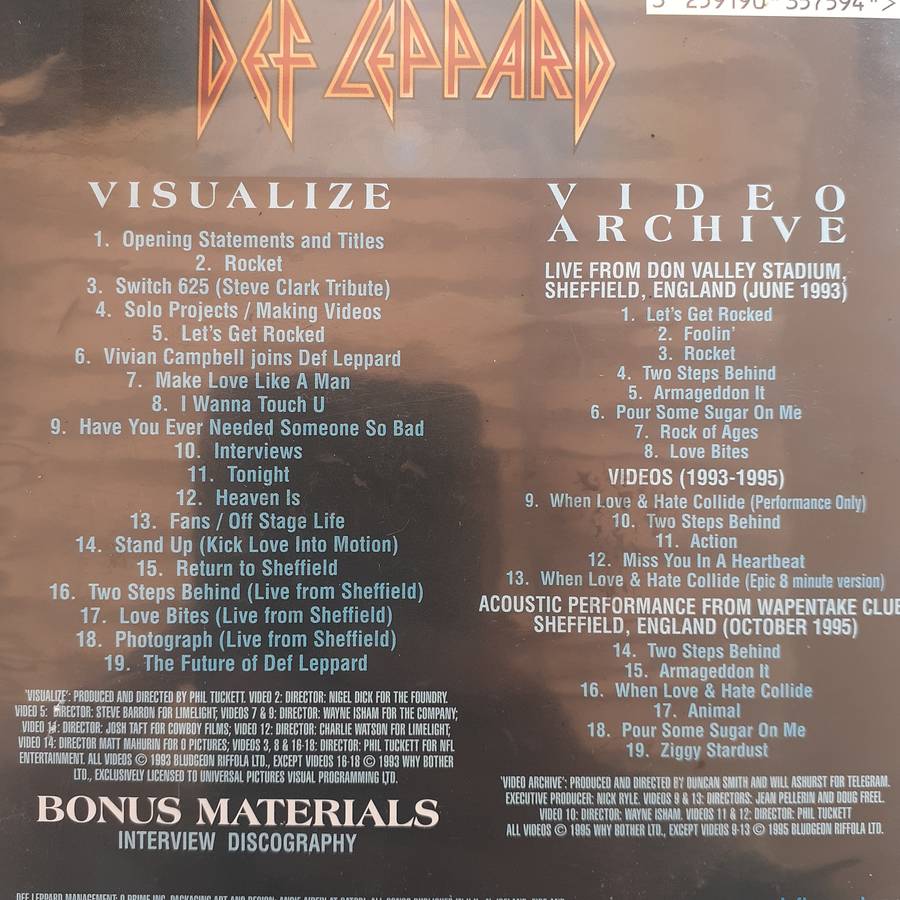 DEF LEPPARD
VISUALIZE
1. Opening Statements and Titles
2. Rocket
3. Switch 625 (Steve Clark Tribute)
4. Solo Projects / Making Videos
5. Let's Get Rocked
6. Vivian Campbell joins Def Leppard
7. Make Love Like A Man
8. I Wanna Touch U
9. Have You Ever Needed Someone So Bad
10. Interviews
11. Tonight
12. Heaven Is
13. Fans / Off Stage Life
14. Stand Up (Kick Love Into Motion)
15. Return to Sheffield
16. Two Steps Behind (Live from Sheffield)
17. Love Bites (Live from Sheffield)
18. Photograph (Live from Sheffield)
19. The Future of Def Leppard
'VISUALIZE': PRODUCED AND DIRECTED BY PHIL TUCKETT. VIDEO 2: DIRECTOR: NIGEL DICK FOR THE FOUNDRY.
VIDEO 5: DIRECTOR: STEVE BARRON FOR LIMELIGHT; VIDEOS 7 & 9: DIRECTOR: WAYNE ISHAM FOR THE COMPANY;
VIDEO 11: DIRECTOR: JOSH TAFT FOR COWBOY FILMS; VIDEO 12: DIRECTOR: CHARLIE WATSON FOR LIMELIGHT;
VIDEO 14: DIRECTOR MATT MAHURIN FOR O PICTURES; VIDEOS 3, 8 & 16-18: DIRECTOR: PHIL TUCKETT FOR NFL
ENTERTAINMENT. ALL VIDEOS © 1993 BLUDGEON RIFFOLA LTD., EXCEPT VIDEOS 16-18 © 1993 WHY BOTHER
LTD., EXCLUSIVELY LICENSED TO UNIVERSAL PICTURES VISUAL PROGRAMMING LTD.
BONUS MATERIALS
INTERVIEW DISCOGRAPHY
VIDEO
ARCHIVE
LIVE FROM DON VALLEY STADIUM,
SHEFFIELD, ENGLAND (JUNE 1993)
1. Let's Get Rocked
2. Foolin'
3. Rocket
4. Two Steps Behind
5. Armageddon It
6. Pour Some Sugar On Me
7. Rock of Ages
8. Love Bites
VIDEOS (1993-1995)
9. When Love & Hate Collide (Performance Only)
10. Two Steps Behind
11. Action
12. Miss You In A Heartbeat
13. When Love & Hate Collide (Epic 8 minute version)
ACOUSTIC PERFORMANCE FROM WAPENTAKE CLUB
SHEFFIELD, ENGLAND (OCTOBER 1995)
14. Two Steps Behind
15. Armageddon It
16. When Love & Hate Collide
17. Animal
18. Pour Some Sugar On Me
19. Ziggy Stardust
'VIDEO ARCHIVE': PRODUCED AND DIRECTED BY DUNCAN SMITH AND WILL ASHURST FOR TELEGRAM.
EXECUTIVE PRODUCER: NICK RYLE. VIDEOS 9 & 13: DIRECTORS: JEAN PELLERIN AND DOUG FREEL.
VIDEO 10: DIRECTOR: WAYNE ISHAM. VIDEOS 11 & 12: DIRECTOR: PHIL TUCKETT
ALL VIDEOS © 1995 WHY BOTHER LTD., EXCEPT VIDEOS 9-13 © 1995 BLUDGEON RIFFOLA LTD.